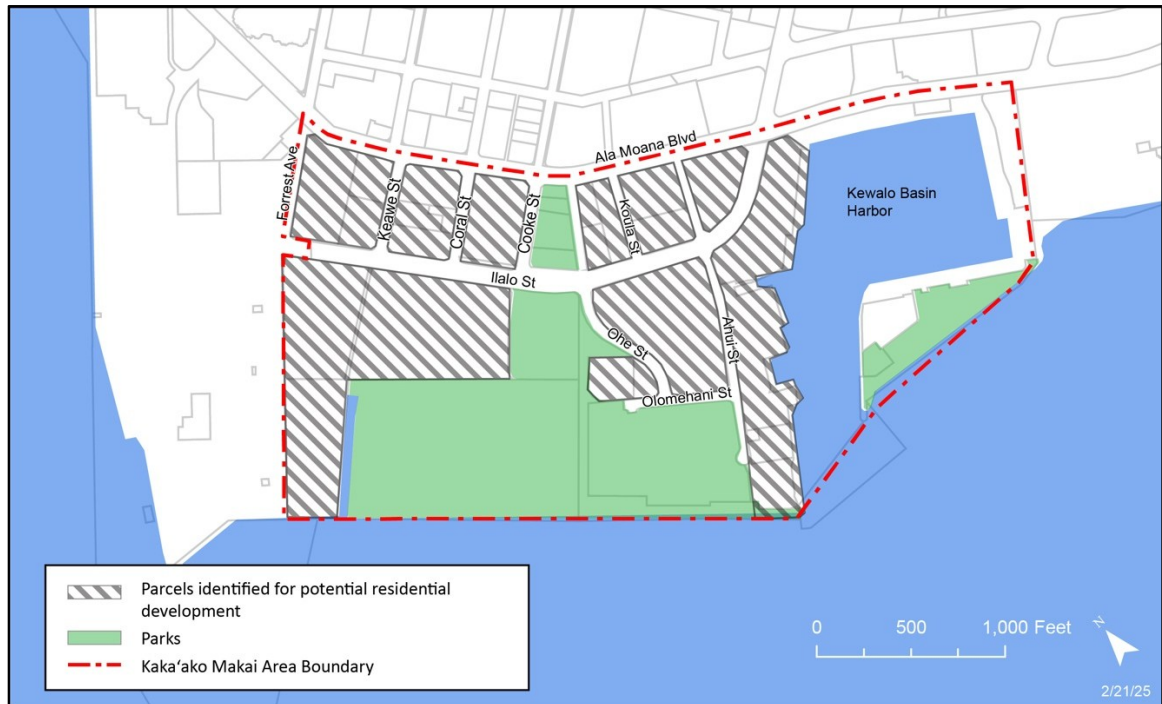 Ala Moana Blvd
Forrest Ave
Keawe St
Coral St
Cooke St
Koula St
Kewalo Basin
Harbor
Ilalo St
Ohe St
Ahui St
Olomehani St
Parcels identified for potential residential
development
Parks
Kakaʻako Makai Area Boundary
0 500 1,000 Feet
N
2/21/25